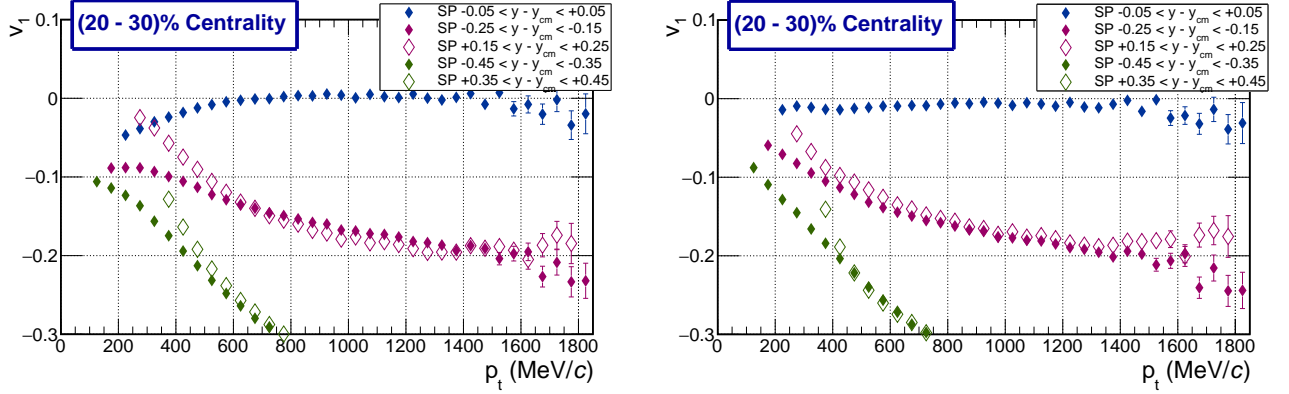 v1
0.1
0
−0.1
−0.2
−0.3
(20 - 30)% Centrality
SP -0.05 < y - ycm < +0.05
SP -0.25 < y - ycm < -0.15
SP +0.15 < y - ycm < +0.25
SP -0.45 < y - ycm < -0.35
SP +0.35 < y - ycm < +0.45
0 200 400 600 800 1000 1200 1400 1600 1800
pt (MeV/c)
v1
0.1
0
−0.1
−0.2
−0.3
(20 - 30)% Centrality
SP -0.05 < y - ycm < +0.05
SP -0.25 < y - ycm < -0.15
SP +0.15 < y - ycm < +0.25
SP -0.45 < y - ycm < -0.35
SP +0.35 < y - ycm < +0.45
0 200 400 600 800 1000 1200 1400 1600 1800
pt (MeV/c)